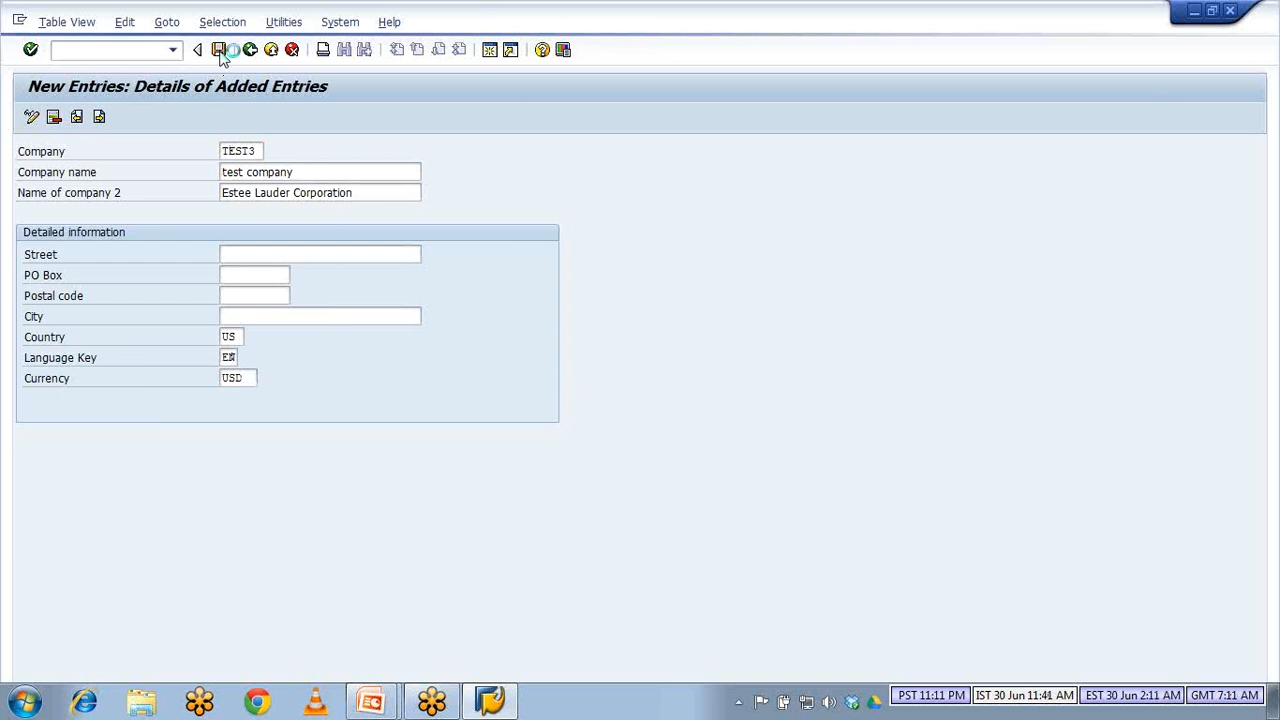 Table View Edit Goto Selection Utilities System Help
New Entries: Details of Added Entries
Company TEST3
Company name test company
Name of company 2 Estee Lauder Corporation
Detailed information
Street
PO Box
Postal code
City
Country US
Language Key
Currency USD
PST 11:11 PM IST 30 Jun 11:41 AM EST 30 Jun 2:11 AM GMT 7:11 AM